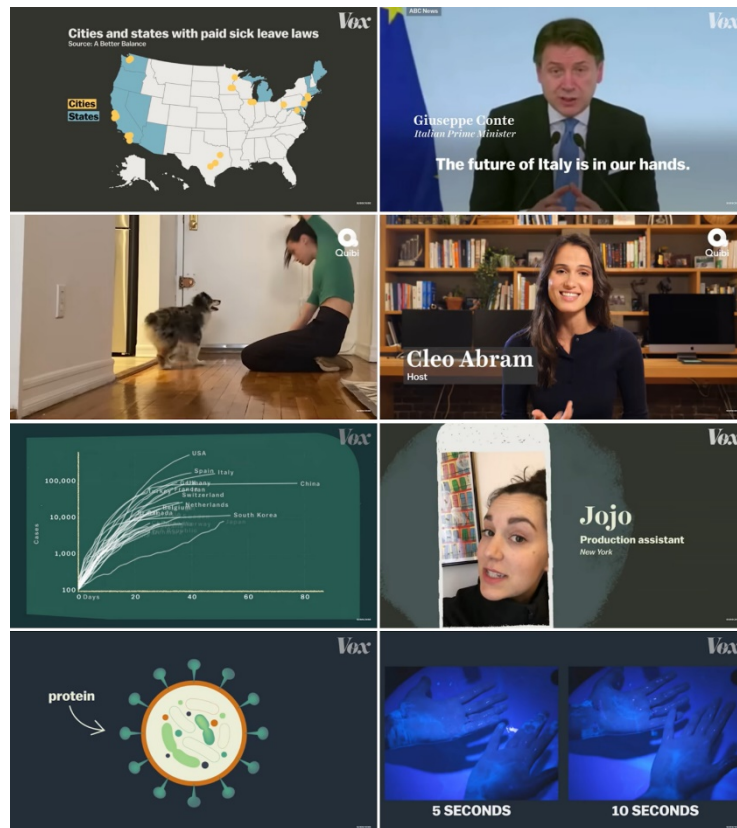 Vox
Cities and states with paid sick leave laws
Source: A Better Balance
Cities
States
ABC News
Vox
Giuseppe Conte
Italian Prime Minister
The future of Italy is in our hands.
Quibi
Quibi
Cleo Abram
Host
Vox
USA
Spain
Italy
China
Switzerland
Netherlands
South Korea
Cases
100,000
10,000
1,000
100
0 Days
20
40
60
80
Vox
Jojo
Production assistant
New York
Vox
protein
Vox
5 SECONDS
10 SECONDS